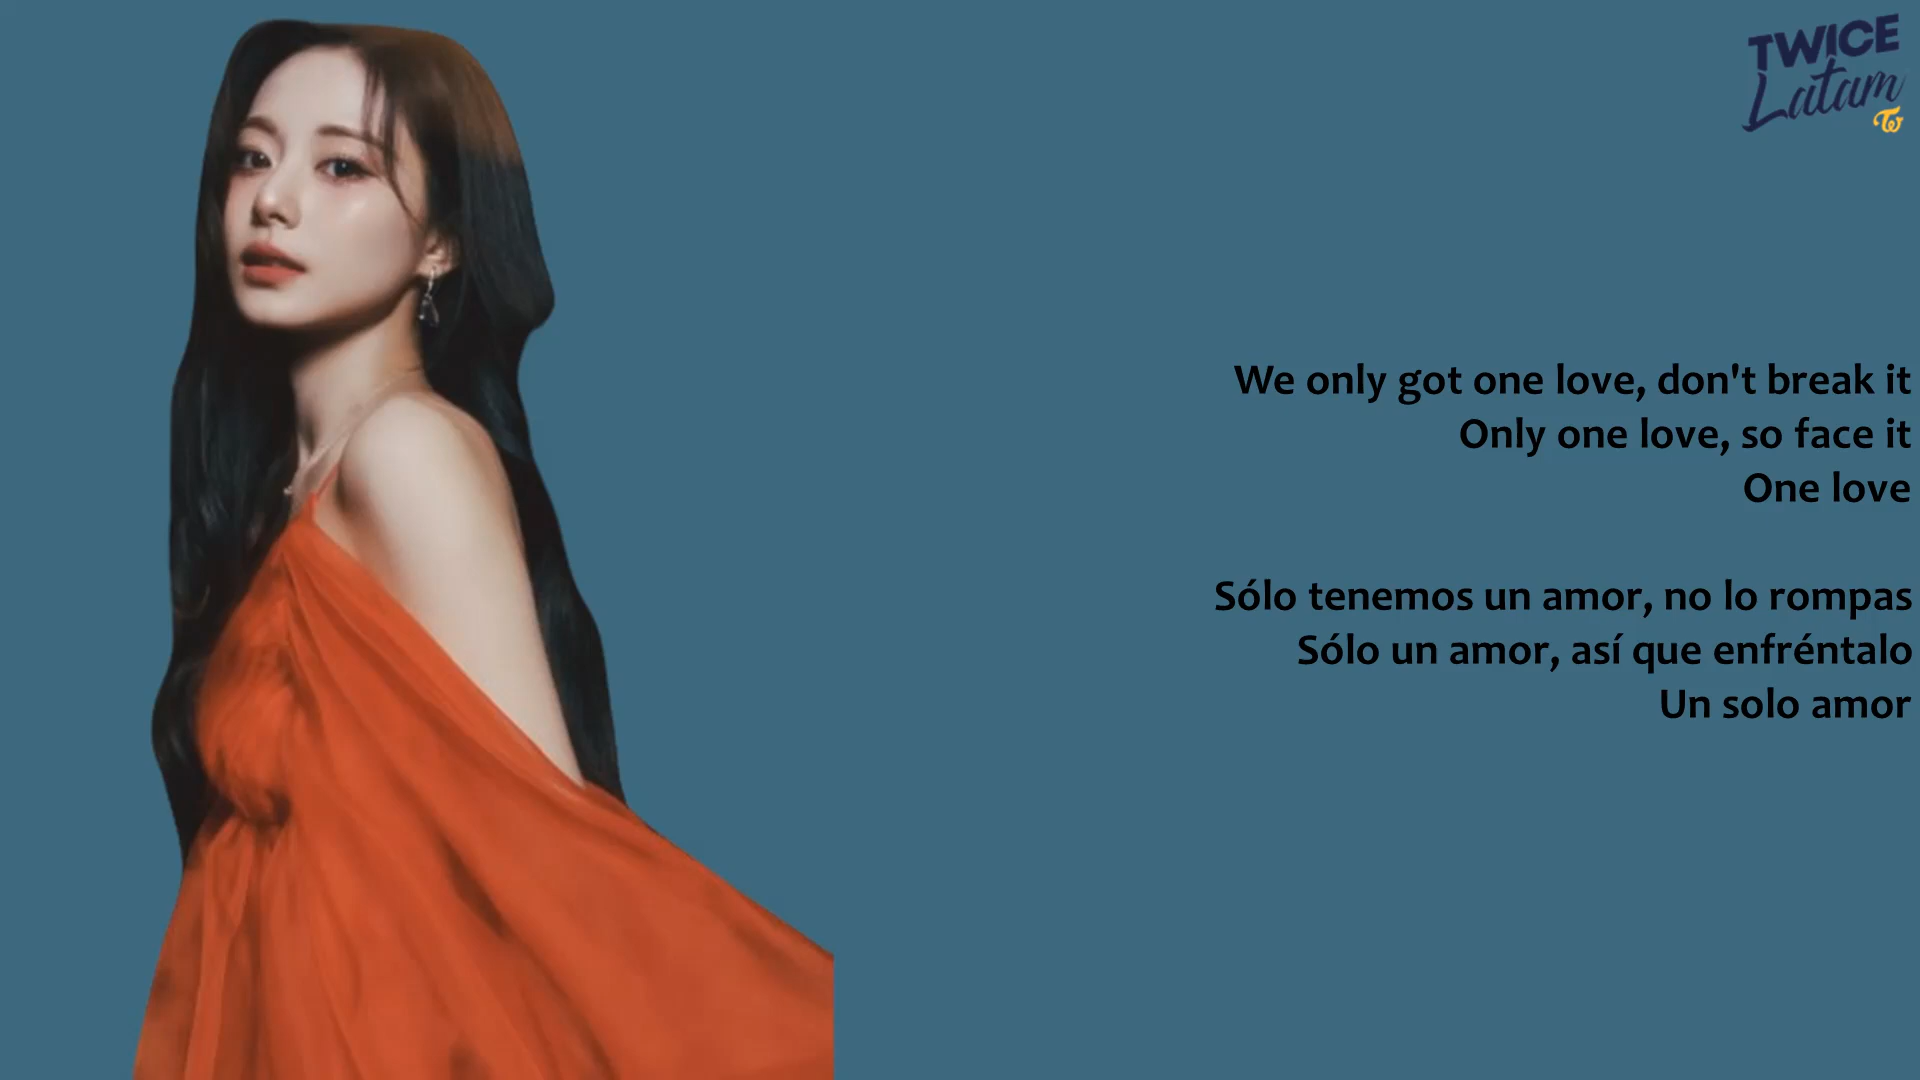 TWICE
Latam
We only got one love, don't break it
Only one love, so face it
One love
Sólo tenemos un amor, no lo rompas
Sólo un amor, así que enfréntalo
Un solo amor